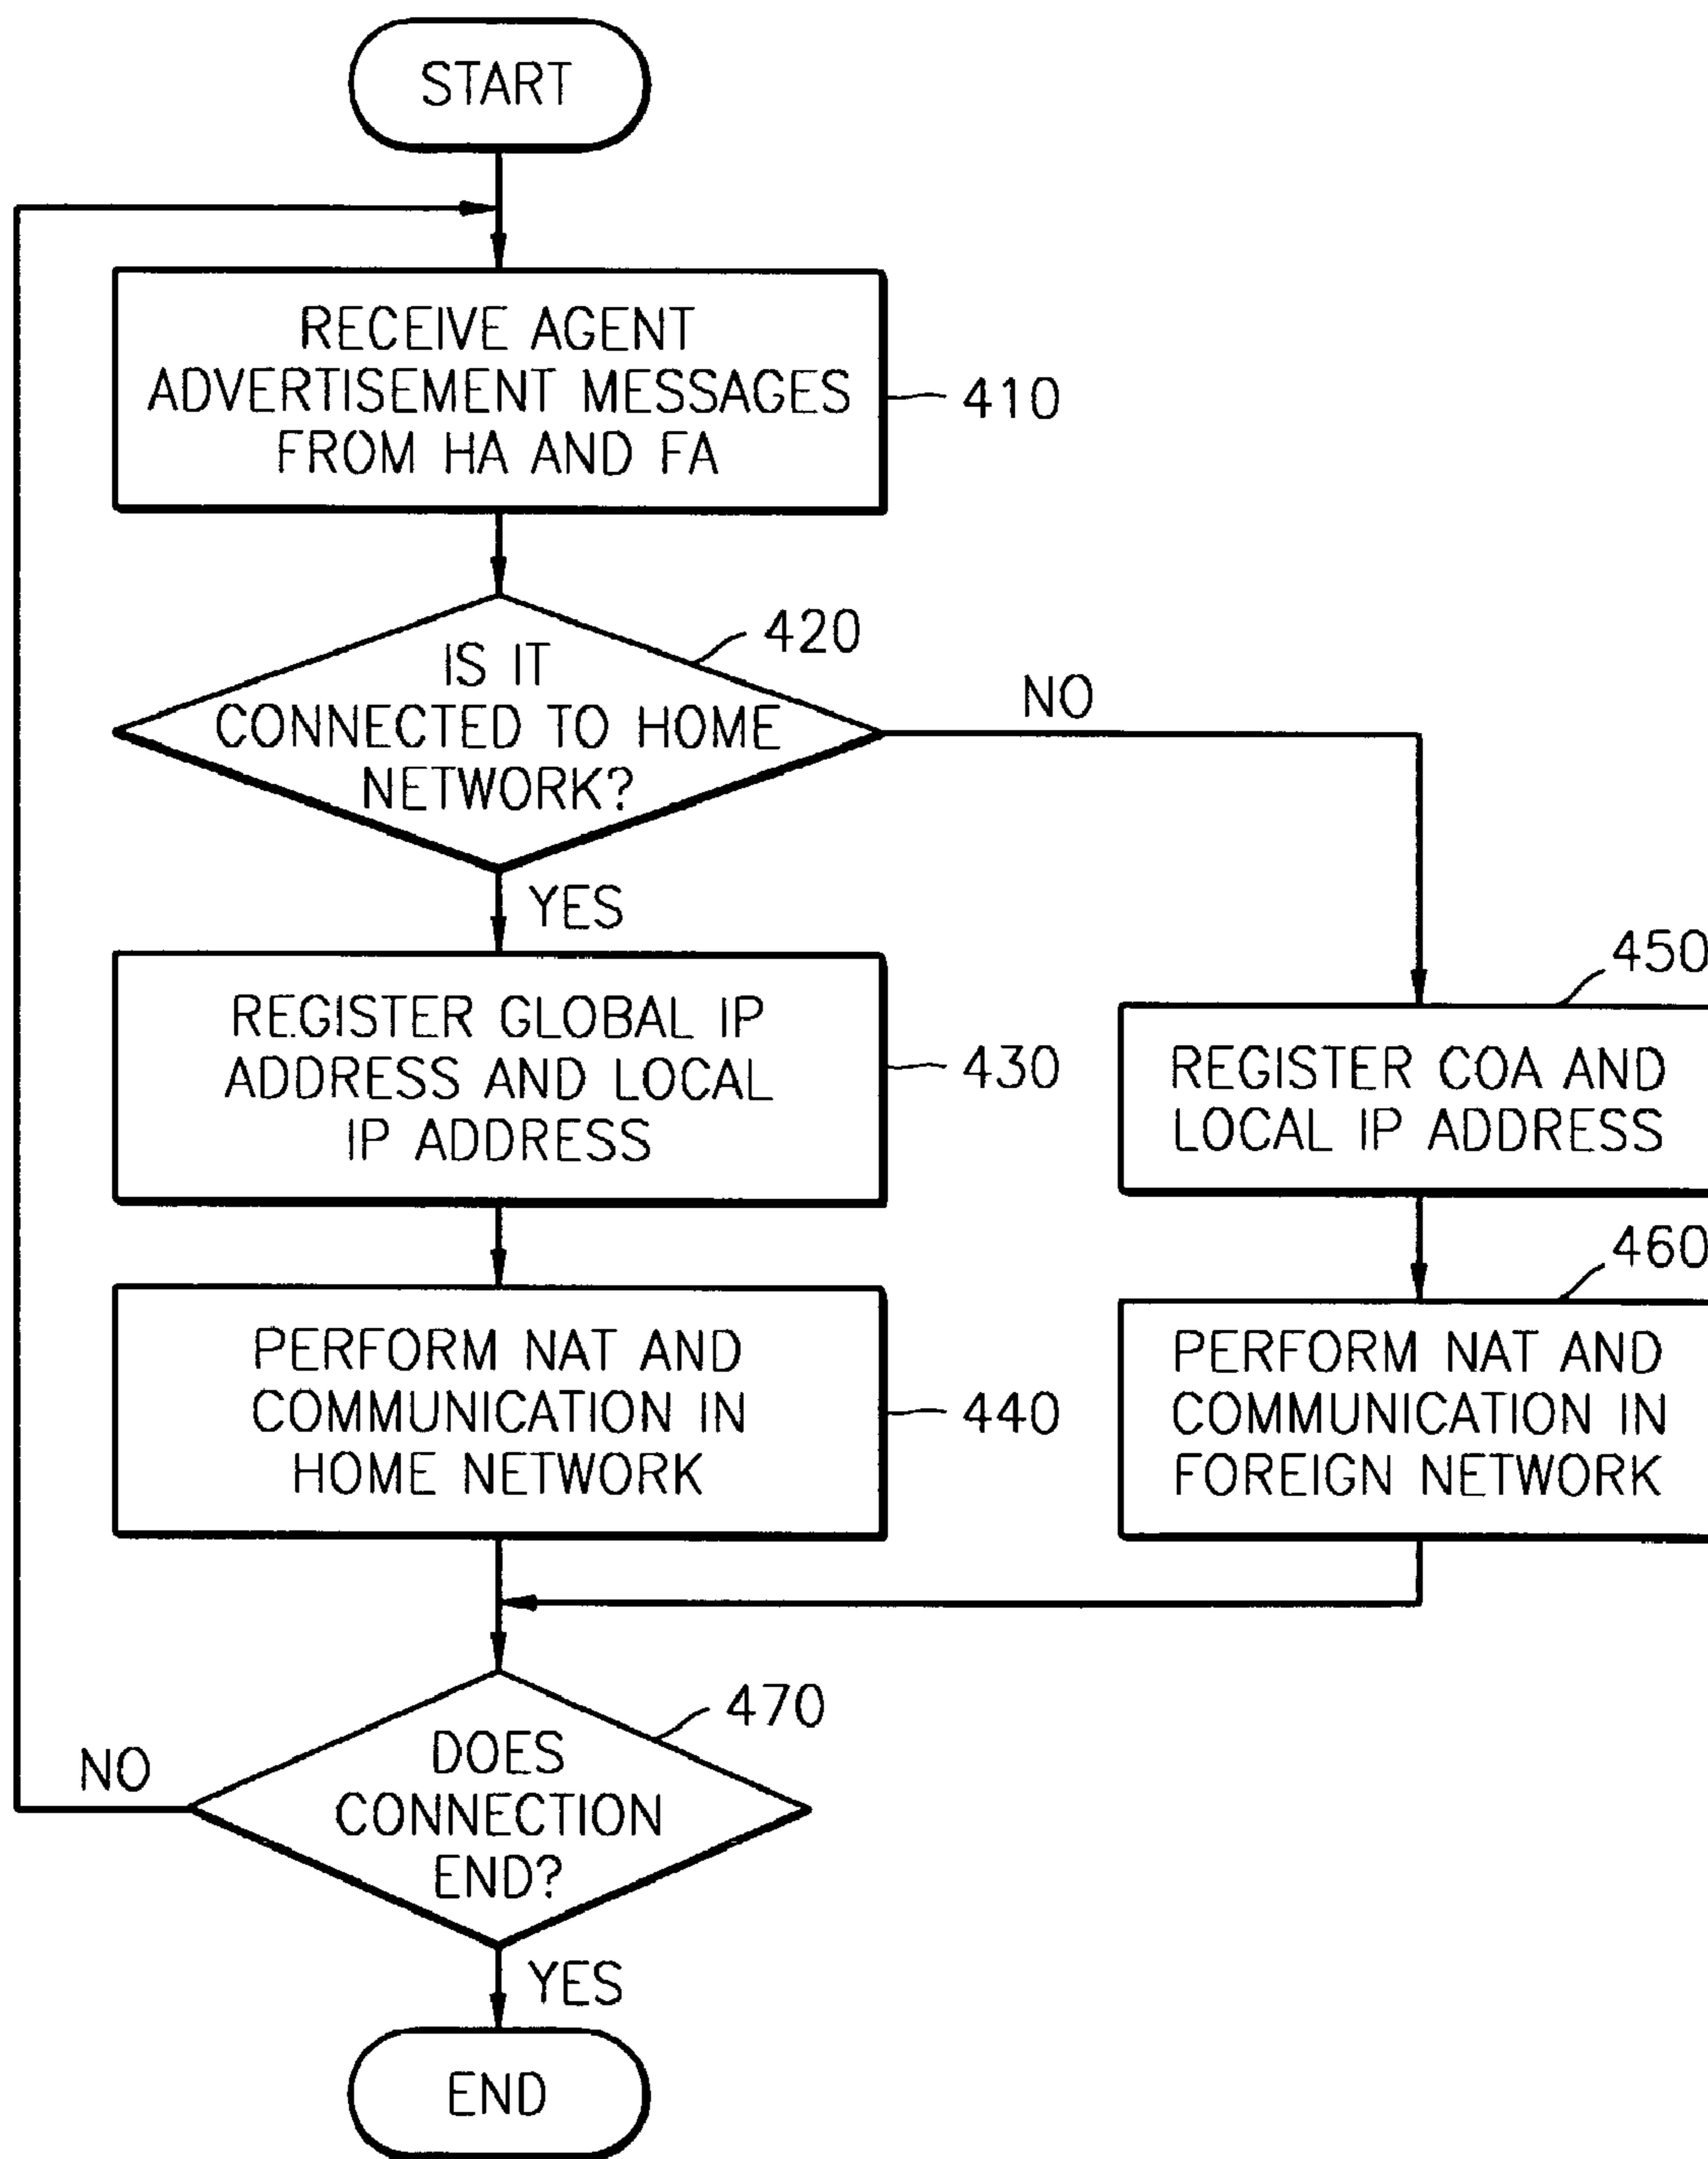 START
RECEIVE AGENT
ADVERTISEMENT MESSAGES
FROM HA AND FA
410
IS IT
CONNECTED TO HOME
NETWORK?
420
NO
YES
REGISTER GLOBAL IP
ADDRESS AND LOCAL
IP ADDRESS
430
450
REGISTER COA AND
LOCAL IP ADDRESS
PERFORM NAT AND
COMMUNICATION IN
HOME NETWORK
440
460
PERFORM NAT AND
COMMUNICATION IN
FOREIGN NETWORK
470
DOES
CONNECTION
END?
NO
YES
END